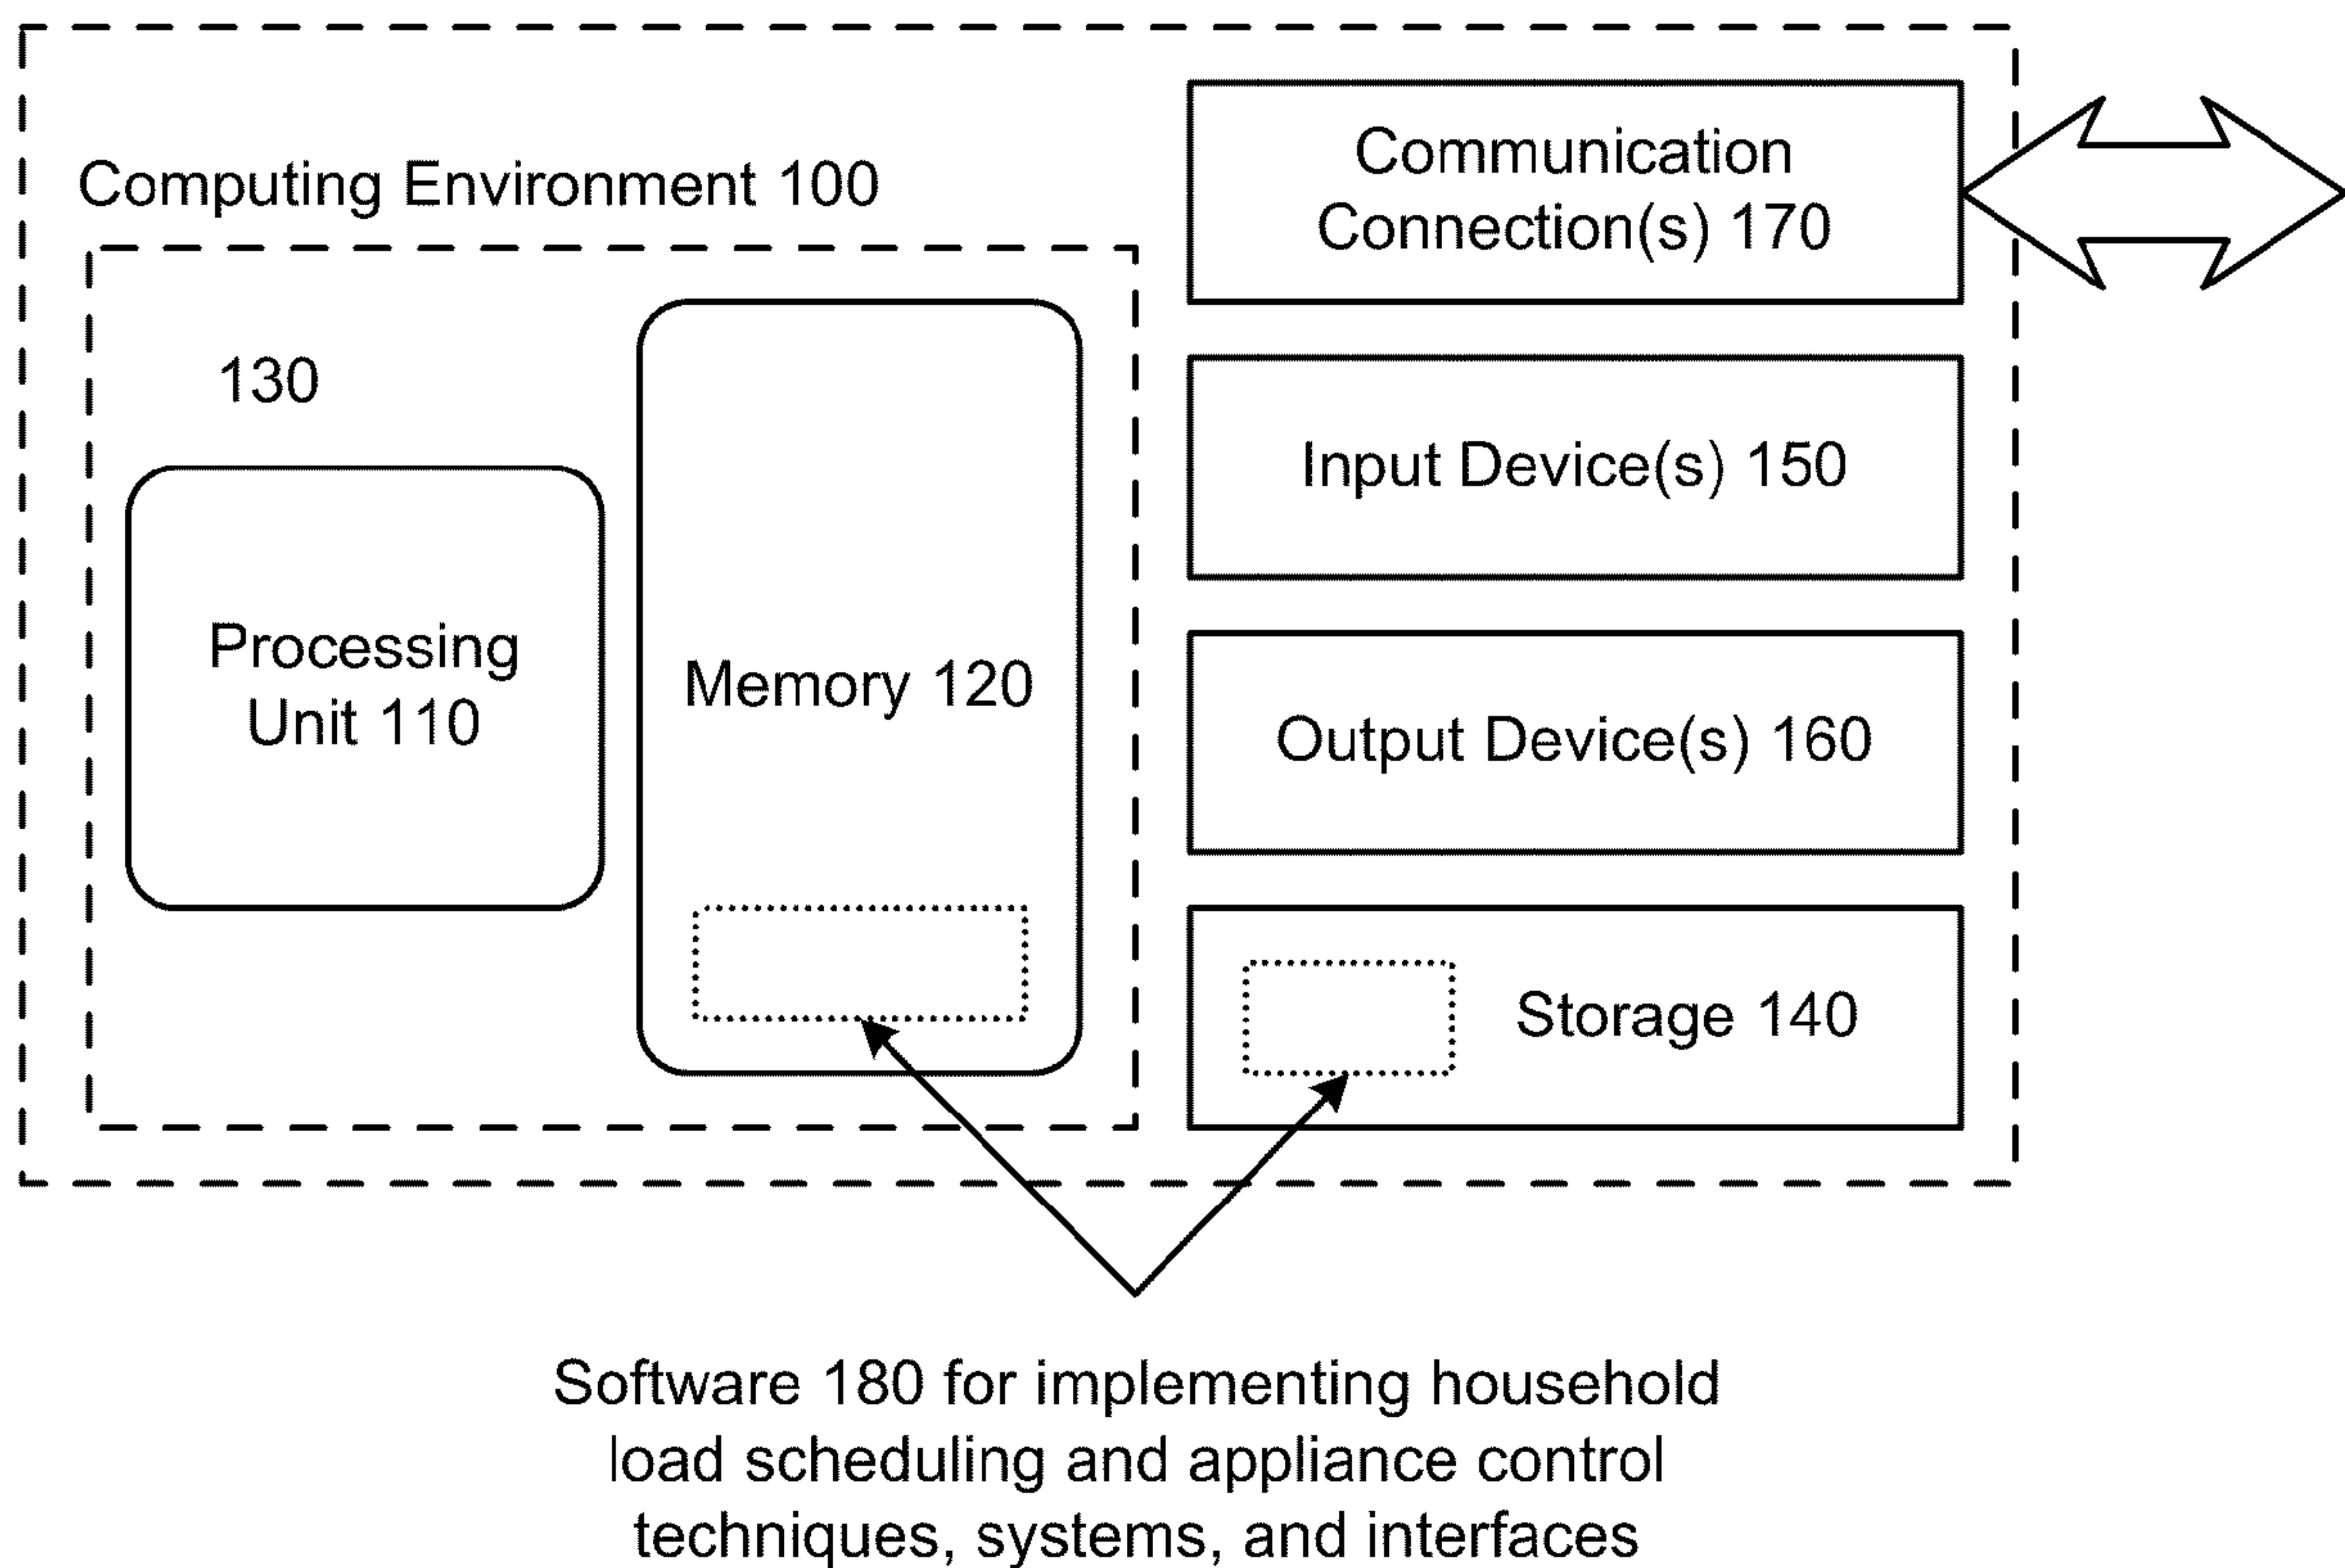 Computing Environment 100
130
Processing
Unit 110
Memory 120
Communication
Connection(s) 170
Input Device(s) 150
Output Device(s) 160
Storage 140
Software 180 for implementing household
load scheduling and appliance control
techniques, systems, and interfaces